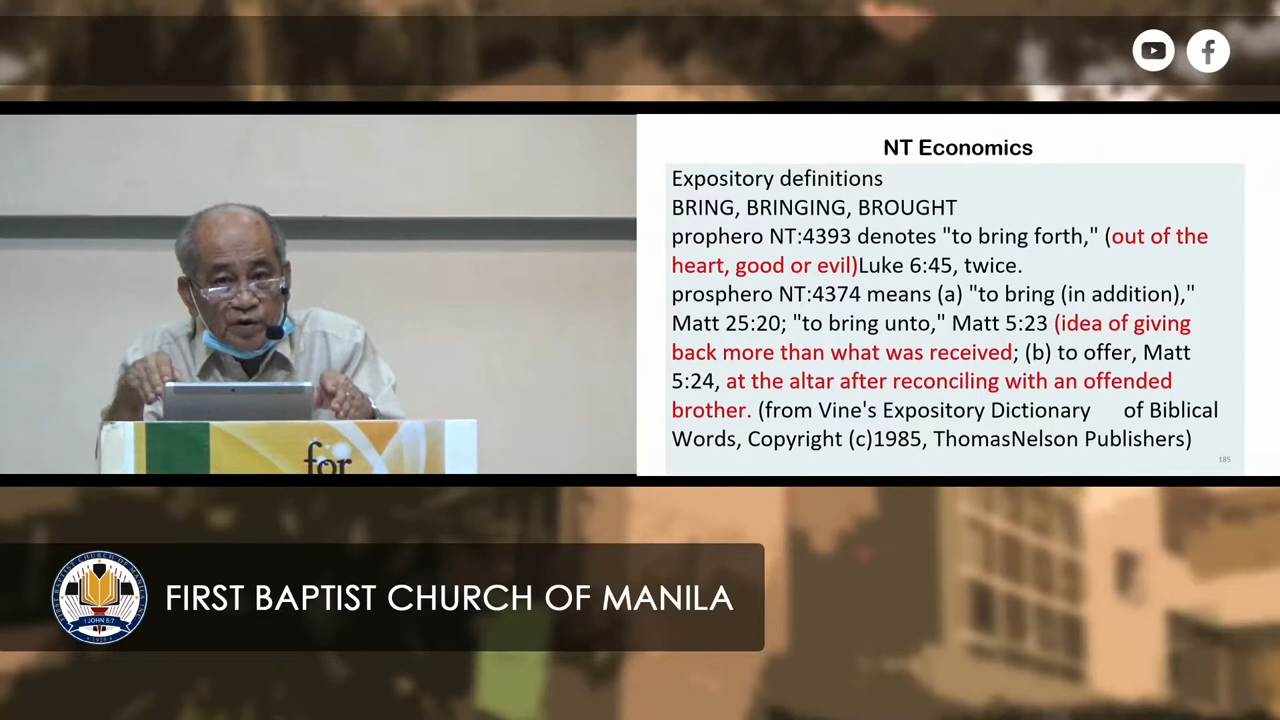 NT Economics
Expository definitions
BRING, BRINGING, BROUGHT
prophero NT:4393 denotes "to bring forth," (out of the
heart, good or evil)Luke 6:45, twice.
prosphero NT:4374 means (a) "to bring (in addition),"
Matt 25:20; "to bring unto," Matt 5:23 (idea of giving
back more than what was received; (b) to offer, Matt
5:24, at the altar after reconciling with an offended
brother. (from Vine's Expository Dictionary of Biblical
Words, Copyright (c)1985, ThomasNelson Publishers)
185
for
I JOHN 5:7
FIRST BAPTIST CHURCH OF MANILA